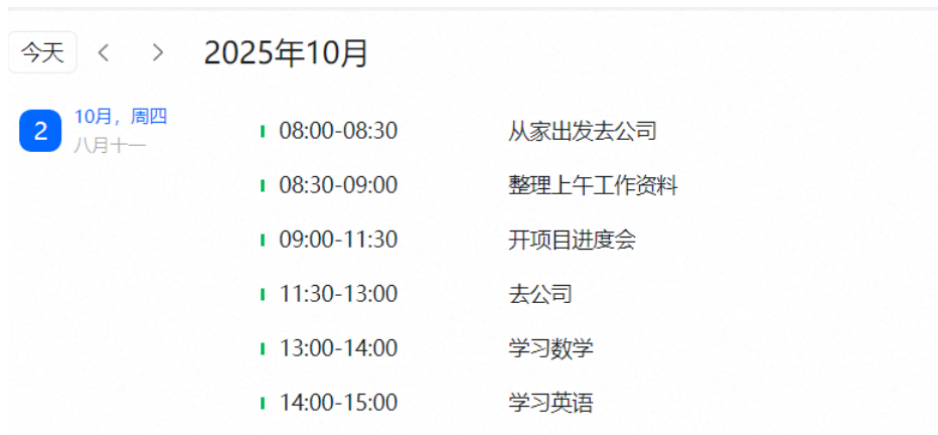 今天 < > 2025年10月
2 10月，周四
八月十一
08:00-08:30 从家出发去公司
08:30-09:00 整理上午工作资料
09:00-11:30 开项目进度会
11:30-13:00 去公司
13:00-14:00 学习数学
14:00-15:00 学习英语